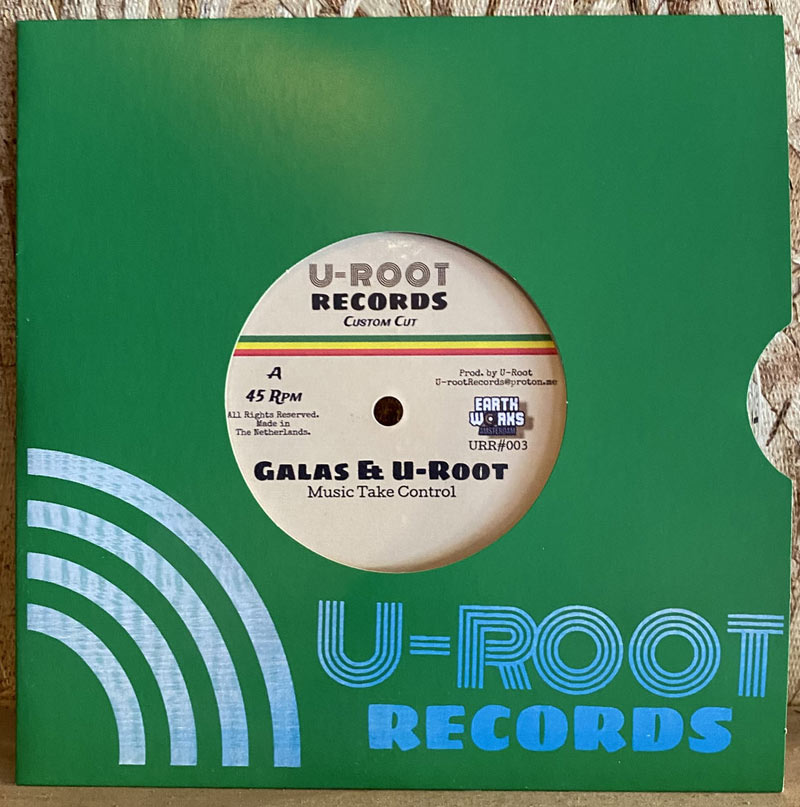 U-ROOT
RECORDS
Custom Cut
A
45 Rpm
All Rights Reserved.
Made in
The Netherlands.
Prod. by U-Root
U-rootRecords@proton.me
EARTH
WORKS
AMSTERDAM
URR#003
Galas & U-Root
Music Take Control
U-ROOT
RECORDS